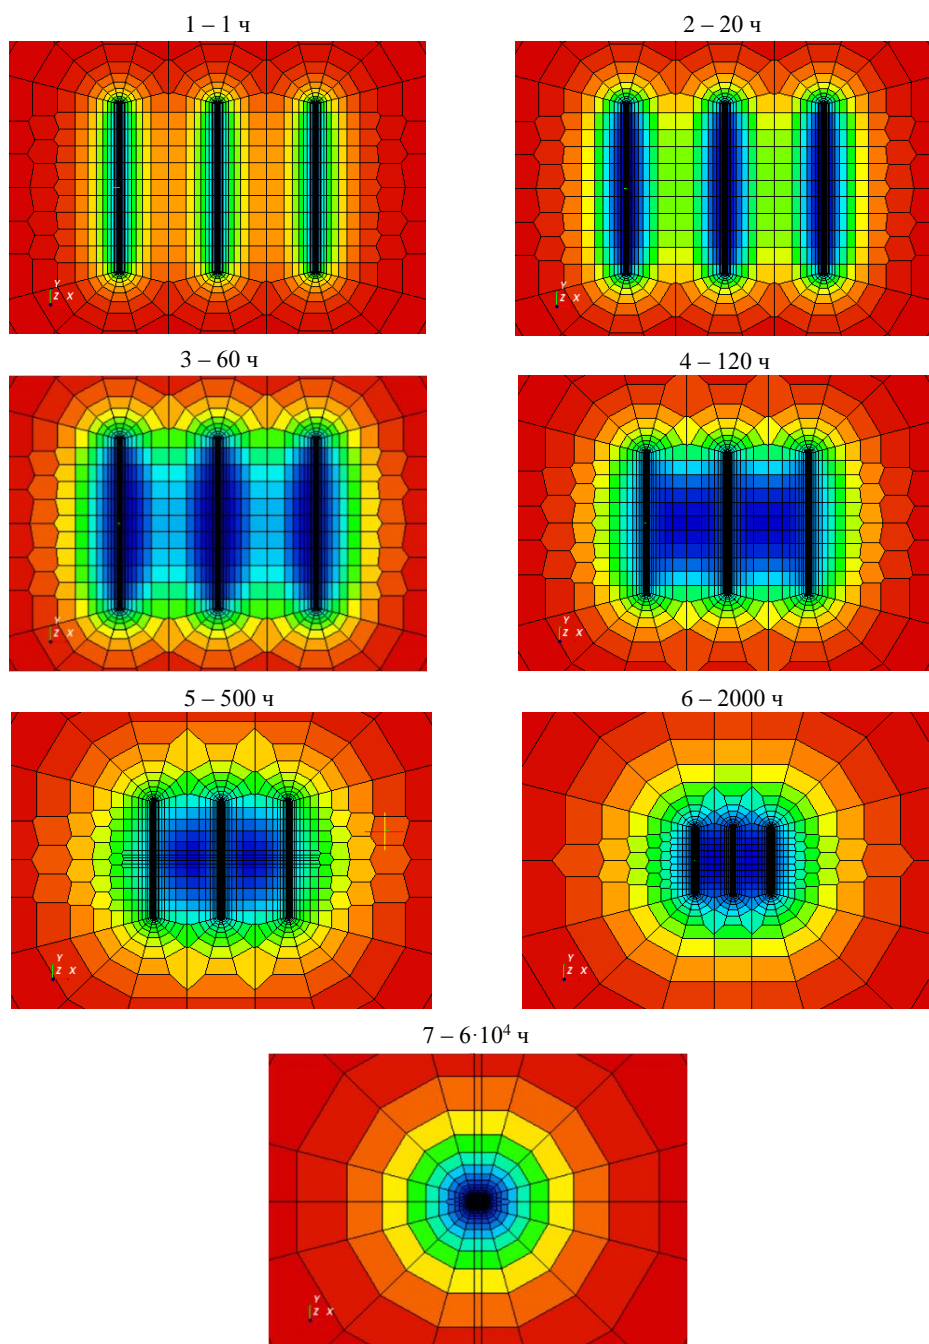 1 – 1 ч
2 – 20 ч
Y
Z X
Y
Z X
3 – 60 ч
4 – 120 ч
Y
Z X
Y
Z X
5 – 500 ч
6 – 2000 ч
Y
Z X
Y
Z X
7 – 6·10⁴ ч
Y
Z X